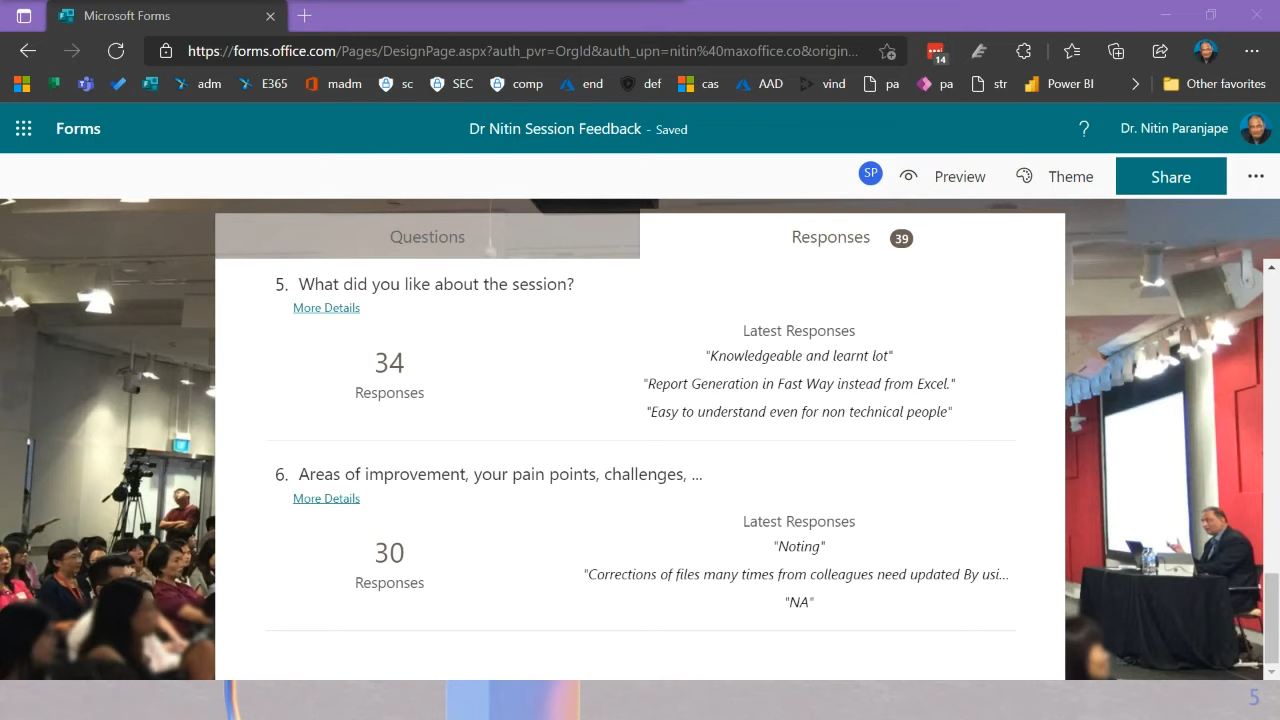 Microsoft Forms
https://forms.office.com/Pages/DesignPage.aspx?auth_pvr=OrgId&auth_upn=nitin%40maxoffice.co&origin...
14
adm E365 madm sc SEC comp end def cas AAD vind pa pa str Power BI Other favorites
Forms
Dr Nitin Session Feedback - Saved
? Dr. Nitin Paranjape
SP Preview Theme Share ...
Questions
Responses 39
5. What did you like about the session?
More Details
34
Responses
Latest Responses
"Knowledgeable and learnt lot"
"Report Generation in Fast Way instead from Excel."
"Easy to understand even for non technical people"
6. Areas of improvement, your pain points, challenges, ...
More Details
30
Responses
Latest Responses
"Noting"
"Corrections of files many times from colleagues need updated By usi...
"NA"
5